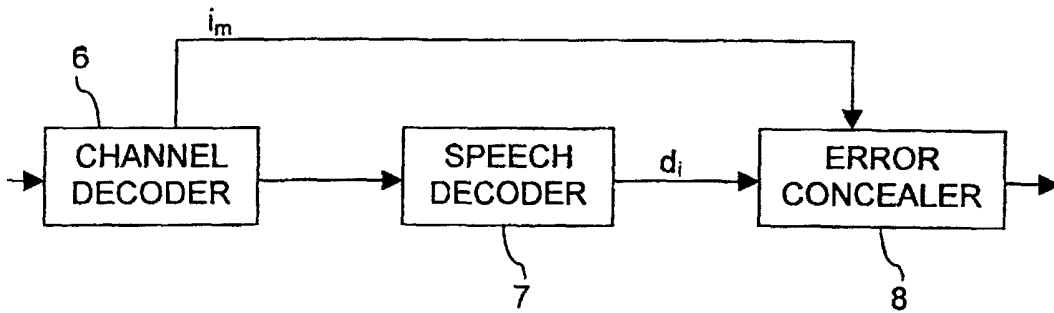 i_m
6
CHANNEL
DECODER
SPEECH
DECODER
d_i
ERROR
CONCEALER
7
8